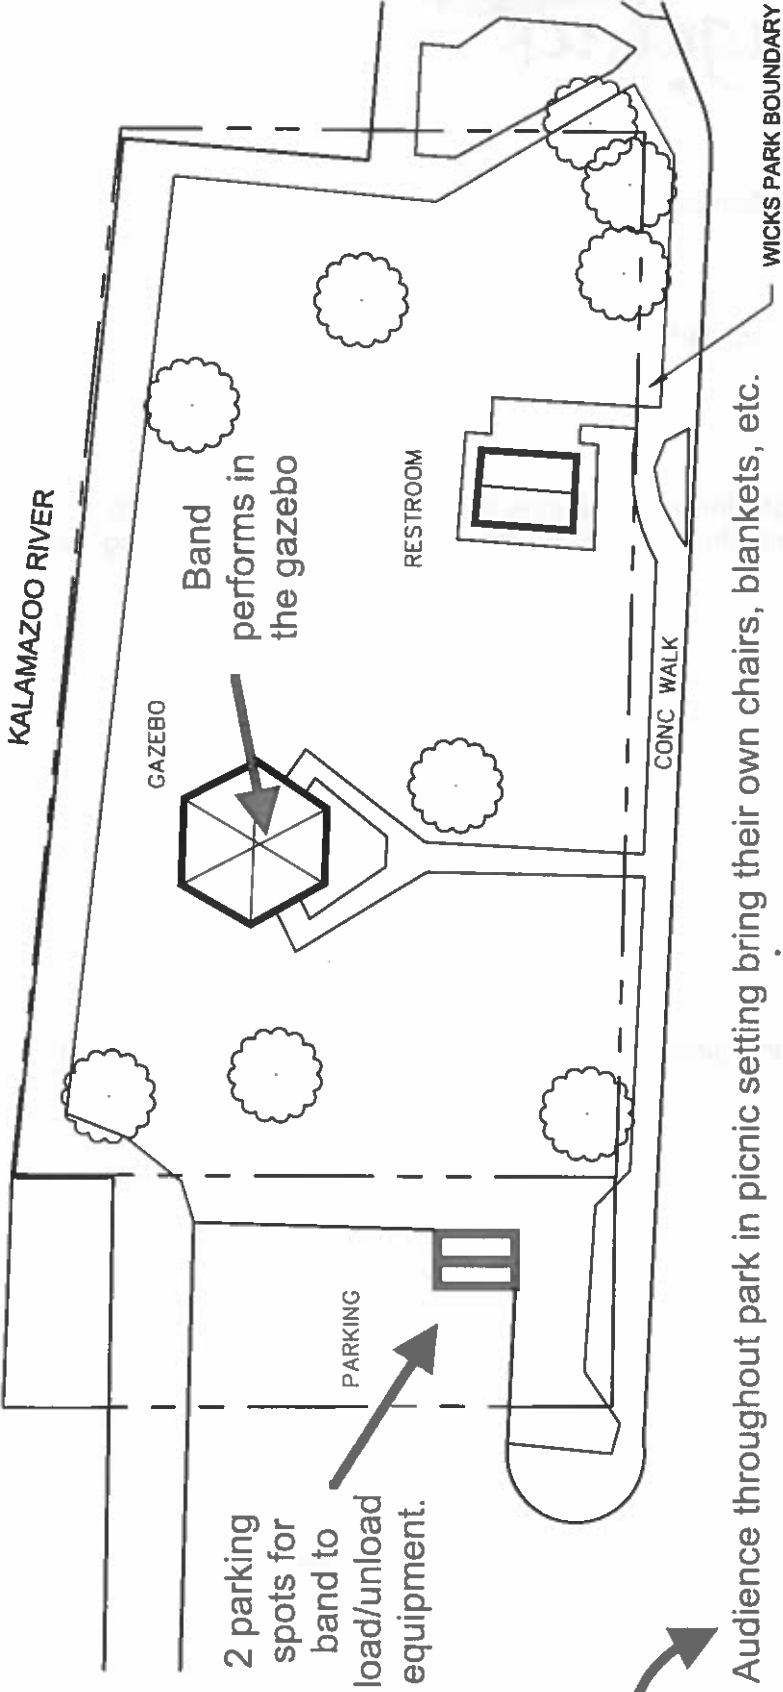 KALAMAZOO RIVER
GAZEBO
Band
performs in
the gazebo
RESTROOM
PARKING
2 parking
spots for
band to
load/unload
equipment.
CONC WALK
WICKS PARK BOUNDARY
Audience throughout park in picnic setting bring their own chairs, blankets, etc.